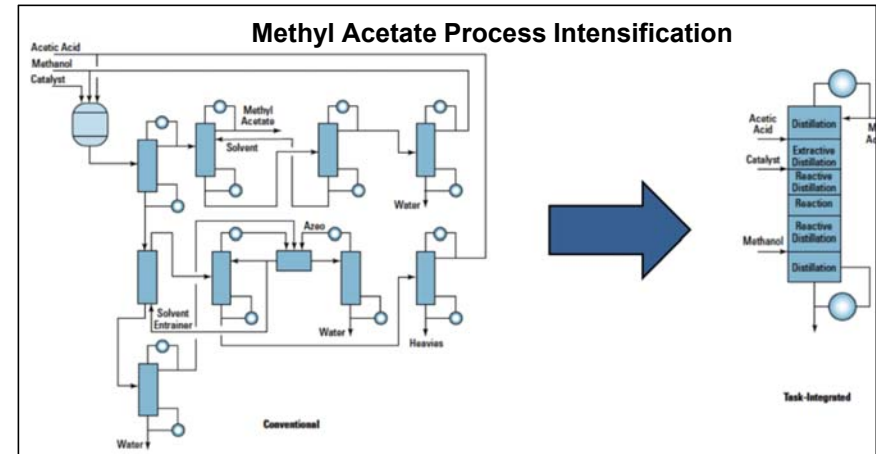 Methyl Acetate Process Intensification
Acetic Acid
Methanol
Catalyst
Methyl
Acetate
Solvent
Water
Azeo
Solvent
Entrainer
Water
Heavies
Water
Conventional
Acetic
Acid
Catalyst
Methanol
Distillation
Extractive
Distillation
Reactive
Distillation
Reaction
Reactive
Distillation
Distillation
Task-Integrated